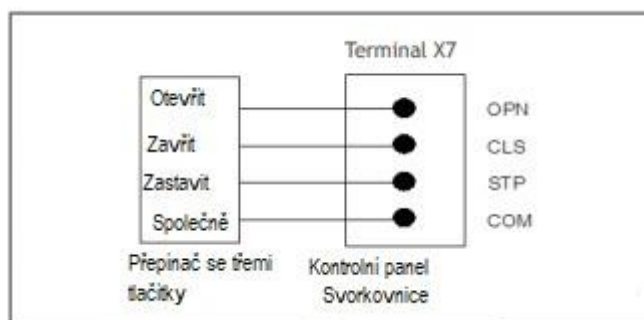 Terminal X7
Otevřít OPN
Zavřít CLS
Zastavit STP
Společně COM
Přepínač se třemi tlačítky
Kontrolní panel
Svorkovnice